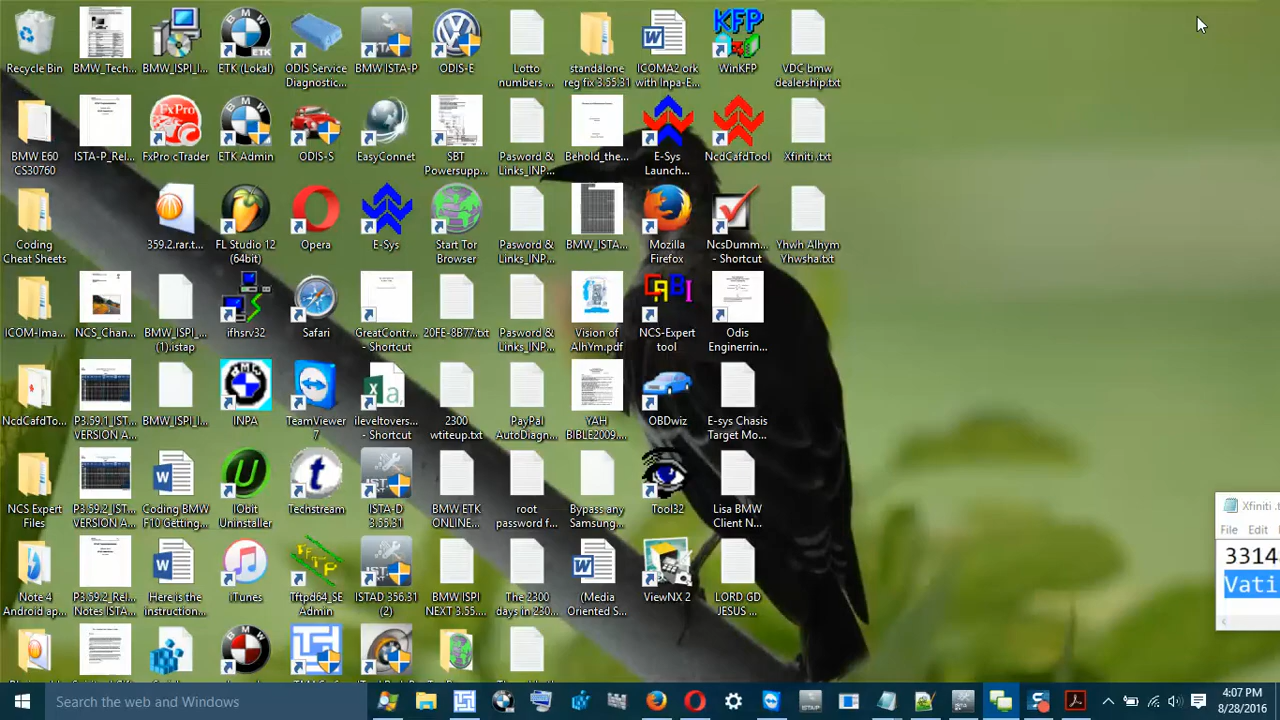 Recycle Bin
BMW_Tech...
BMW_ISPI_I...
ETK (Lokal)
ODIS Service Diagnostic...
BMW ISTA-P
ODIS-E
Lotto numbers ...
standalone reg fix 3.55.31
ICOMA2 ork with Inpa-E...
WinKFP
VDC bmw dealership.txt
BMW E60 CS30760
ISTA-P_Rel...
FxPro cTrader
ETK Admin
ODIS-S
EasyConnet
SBT Powersupp...
Pasword & Links_INP...
Behold_the...
E-Sys Launch...
NcdCafdTool
Xfiniti .txt
Coding Cheat Sheets
359.2.rar.t...
FL Studio 12 (64bit)
Opera
E-Sys
Start Tor Browser
Pasword & Links_INP...
BMW_ISTA...
Mozilla Firefox
NcsDumm... - Shortcut
Yhwh Alhym Yhwsha.txt
ICOM-Ima...
NCS_Chan...
BMW_ISPI_... (1).istap
ifhsrv32
Safari
GreatContr... - Shortcut
20FE-8B77.txt
Pasword & Links_INP...
Vision of AlhYm.pdf
NCS-Expert tool
Odis Enginerrin...
NcdCafdTo...
P3.59.1_IST... VERSION A...
BMW_ISPI_I...
INPA
TeamViewer 7
ileveltovers... - Shortcut
2300 wtiteup.txt
PayPal AutoDiagn...
YAH BIBLE2009....
OBDwiz
E-sys Chasis Target Mo...
NCS Expert Files
P3.59.2_IST... VERSION A...
Coding BMW F10 Getting...
IObit Uninstaller
Techstream
ISTA-D 3.55.31
BMW ETK ONLINE...
root password f...
Bypass any Samsung...
Tool32
Lisa BMW Client N...
Note 4 Android ap...
P3.59.2_Rel... Notes ISTA...
Here is the instruction...
iTunes
Tftpd64_SE Admin
ISTAD 356.31 (2)
BMW ISPI NEXT 3.55....
The 2300 days in 230...
(Media Oriented S...
ViewNX 2
LORD GD JESUS ...
Xfiniti
File Edit
3314
Vati
Search the web and Windows
4:07 PM
8/28/2016